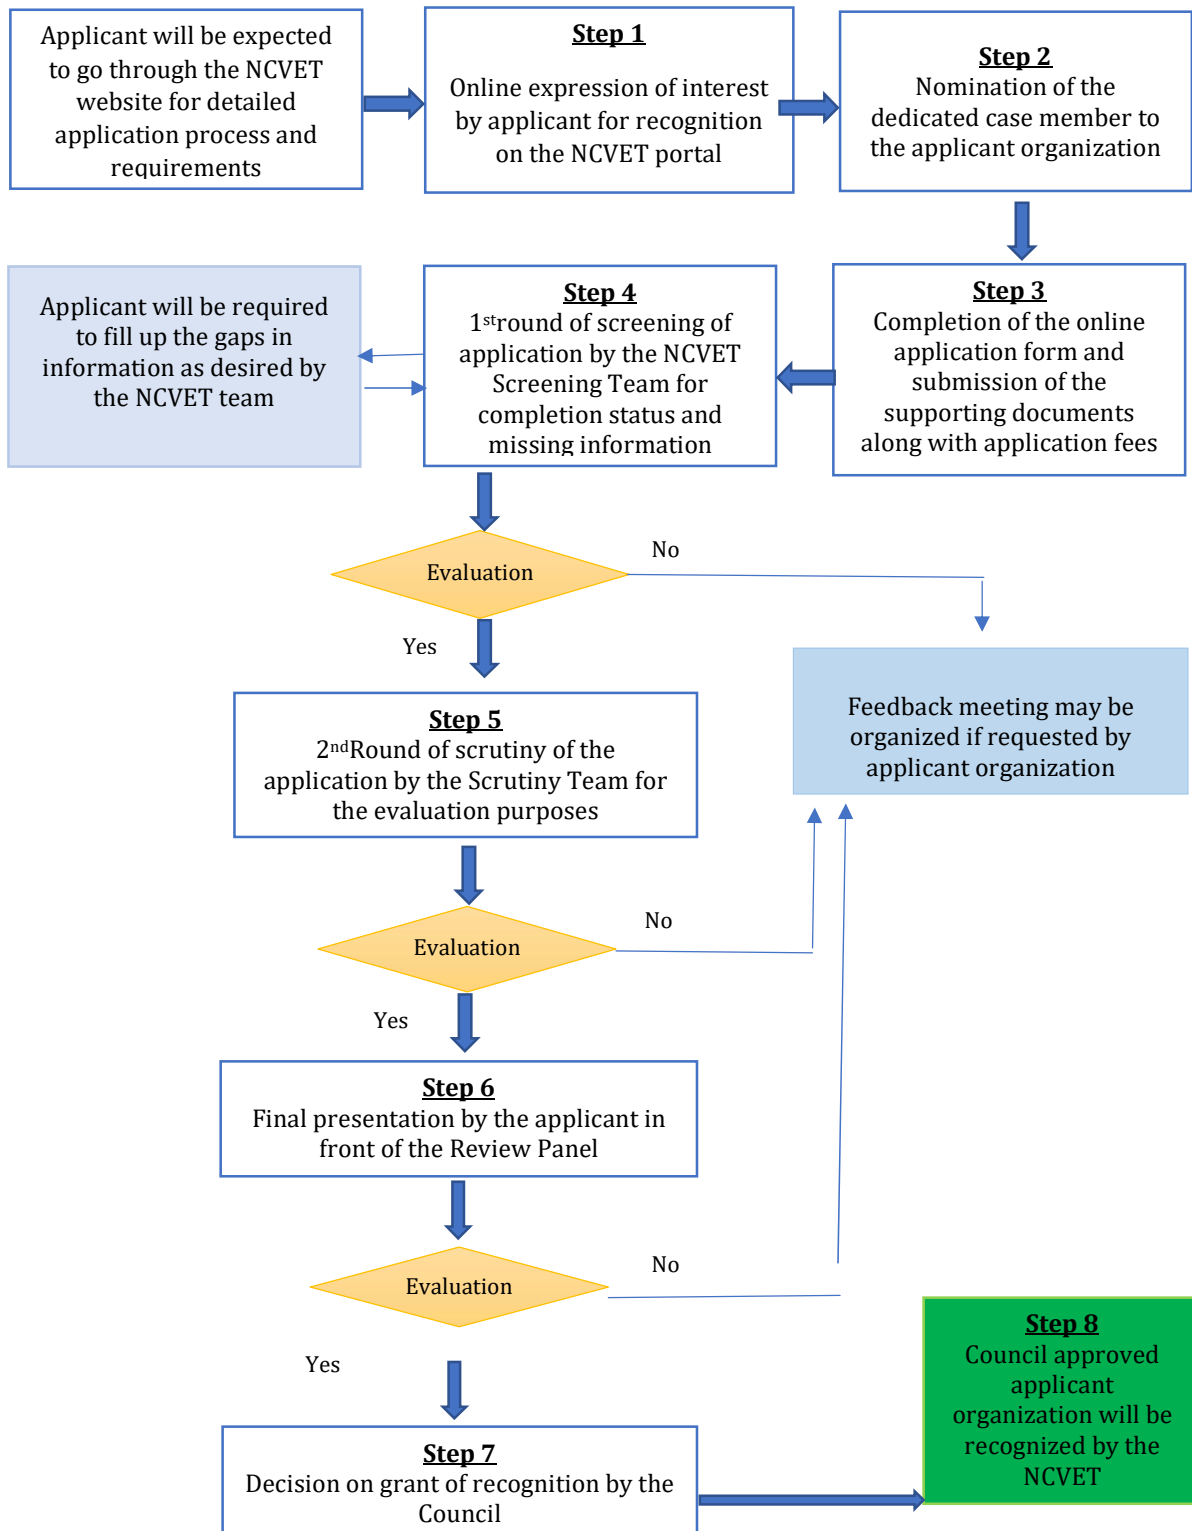 Applicant will be expected
to go through the NCVET
website for detailed
application process and
requirements
Step 1
Online expression of interest
by applicant for recognition
on the NCVET portal
Step 2
Nomination of the
dedicated case member to
the applicant organization
Applicant will be required
to fill up the gaps in
information as desired by
the NCVET team
Step 4
1stround of screening of
application by the NCVET
Screening Team for
completion status and
missing information
Step 3
Completion of the online
application form and
submission of the
supporting documents
along with application fees
Evaluation
No
Yes
Step 5
2ndRound of scrutiny of the
application by the Scrutiny Team for
the evaluation purposes
Feedback meeting may be
organized if requested by
applicant organization
Evaluation
No
Yes
Step 6
Final presentation by the applicant in
front of the Review Panel
Evaluation
No
Yes
Step 7
Decision on grant of recognition by the
Council
Step 8
Council approved
applicant
organization will be
recognized by the
NCVET